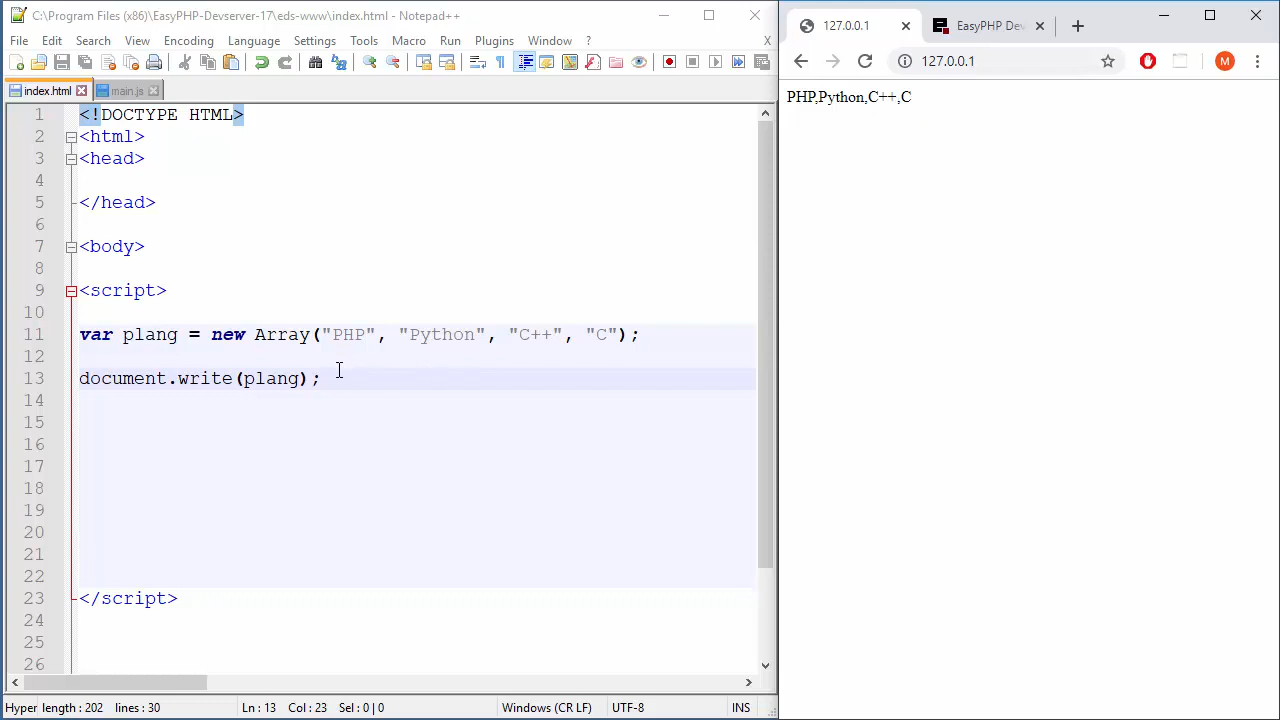 C:\Program Files (x86)\EasyPHP-Devserver-17\eds-www\index.html - Notepad++
File Edit Search View Encoding Language Settings Tools Macro Run Plugins Window ? X
index.html main.js
1 <!DOCTYPE HTML>
2 <html>
3 <head>
4
5 </head>
6
7 <body>
8
9 <script>
10
11 var plang = new Array("PHP", "Python", "C++", "C");
12
13 document.write(plang);
14
15
16
17
18
19
20
21
22
23 </script>
24
25
26
Hyper length : 202 lines : 30 Ln : 13 Col : 23 Sel : 0 | 0 Windows (CR LF) UTF-8 INS
127.0.0.1 EasyPHP Dev
127.0.0.1 M
PHP,Python,C++,C